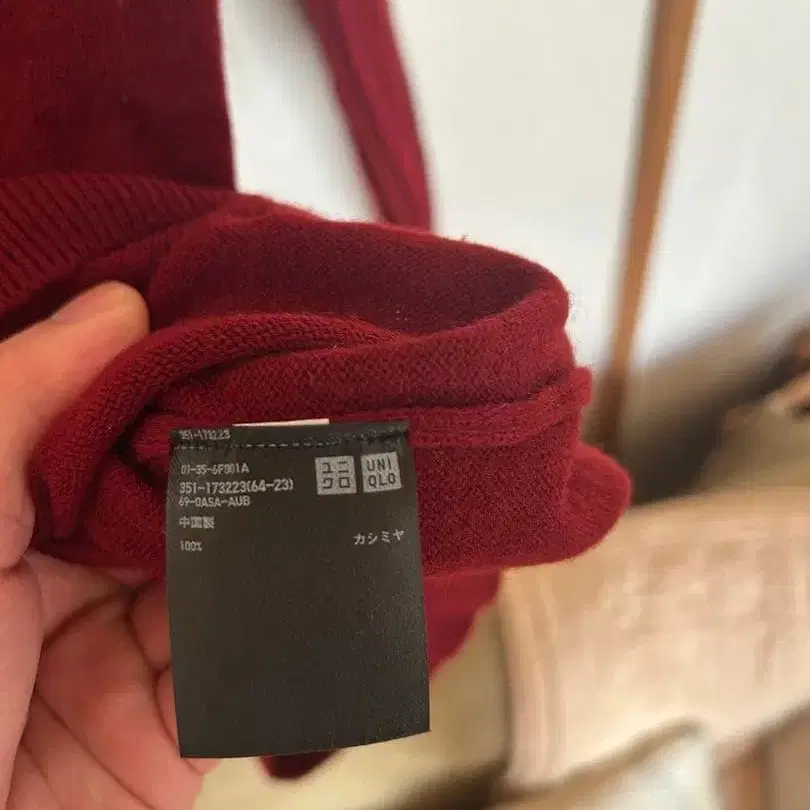 351-173223
01-35-6F001A
351-173223(64-23)
69-0ASA-AUB
中国製
100%
カシミヤ
ユニ
クロ
UNI
QLO